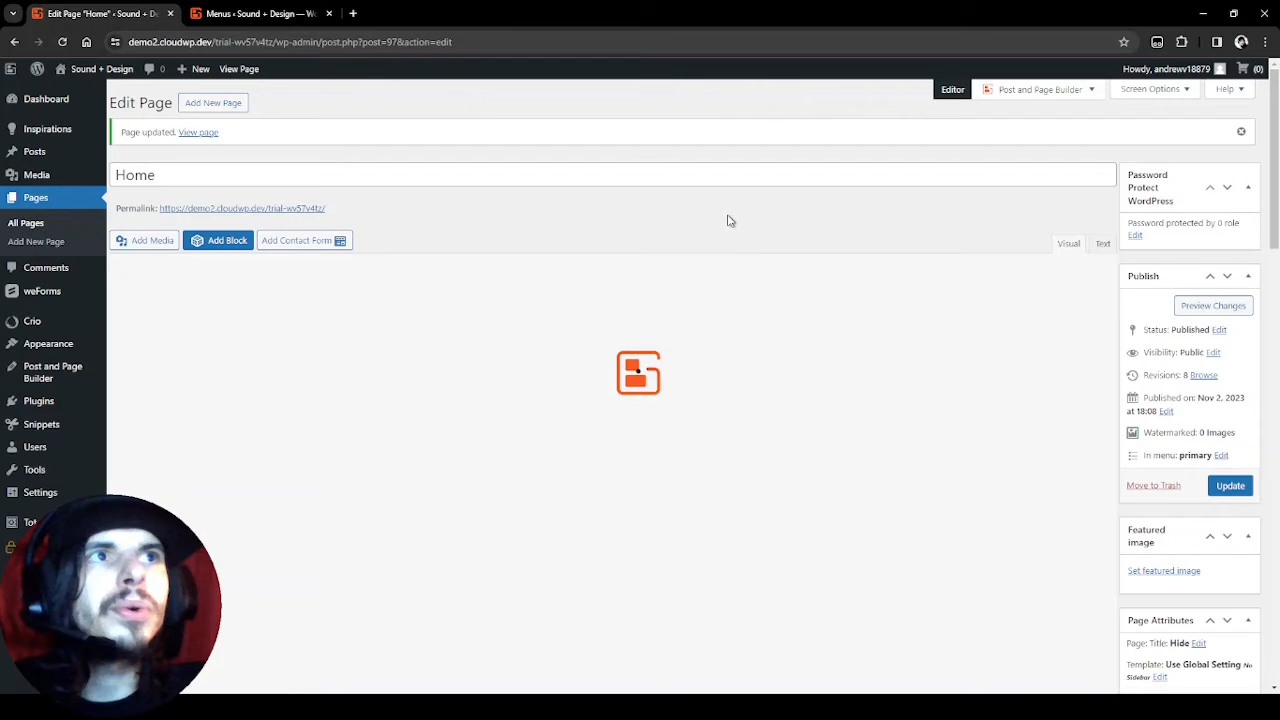 Edit Page "Home" ‹ Sound + De
Menus ‹ Sound + Design — Wo
demo2.cloudwp.dev/trial-wv57v4tz/wp-admin/post.php?post=97&action=edit
Sound + Design
0
New
View Page
Howdy, andrewv18879
(0)
Dashboard
Inspirations
Posts
Media
Pages
All Pages
Add New Page
Comments
weForms
Crio
Appearance
Post and Page
Builder
Plugins
Snippets
Users
Tools
Settings
Tot
Edit Page
Add New Page
Editor
Post and Page Builder
Screen Options
Help
Page updated. View page
Home
Permalink: https://demo2.cloudwp.dev/trial-wv57v4tz/
Add Media
Add Block
Add Contact Form
Visual
Text
Password
Protect
WordPress
Password protected by 0 role
Edit
Publish
Preview Changes
Status: Published Edit
Visibility: Public Edit
Revisions: 8 Browse
Published on: Nov 2, 2023
at 18:08 Edit
Watermarked: 0 Images
In menu: primary Edit
Move to Trash
Update
Featured
image
Set featured image
Page Attributes
Page: Title: Hide Edit
Template: Use Global Setting No
Sidebar Edit